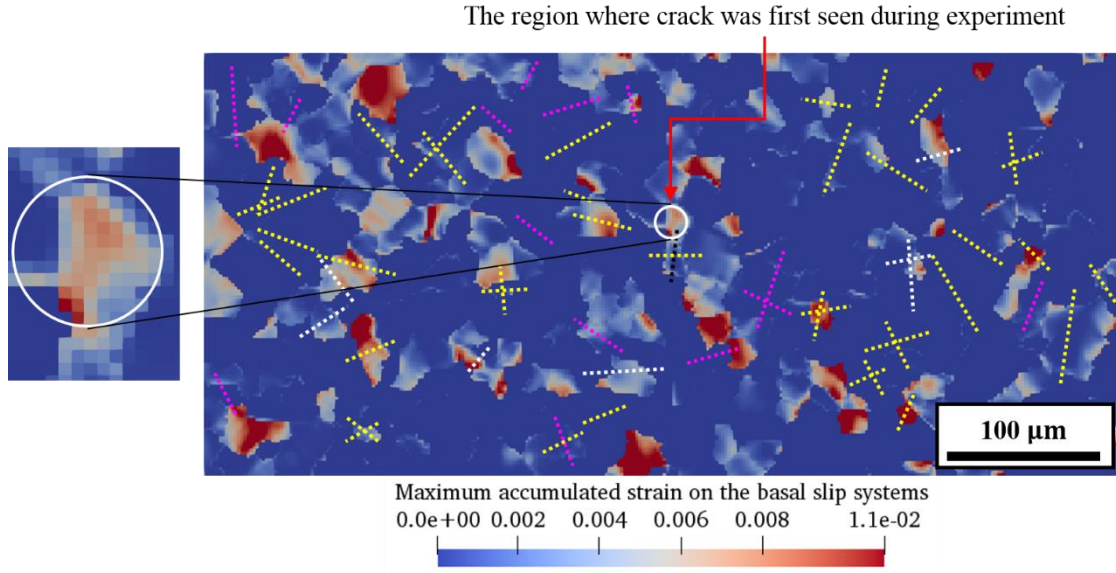 The region where crack was first seen during experiment
100 µm
Maximum accumulated strain on the basal slip systems
0.0e+00 0.002 0.004 0.006 0.008 1.1e-02